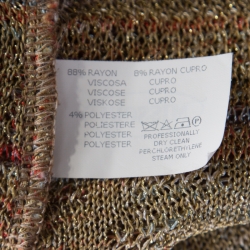 88% RAYON 8% RAYON CUPRO
VISCOSA CUPRO
VISCOSE CUPRO
VISKOSE CUPRO
4% POLYESTER
POLIESTERE
POLYESTER
POLYESTER
PROFESSIONALLY
DRY CLEAN
PERCHLORETHYLENE
STEAM ONLY